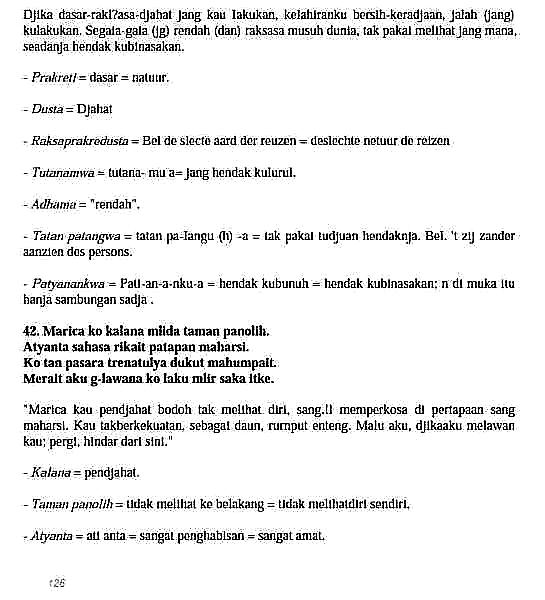 Djika dasar-rakl?asa-djahat jang kau lakukan, kelahiranku bersih-keradjaan, jalah (jang)
kulakukan. Segala-gala (jg) rendah (dan) raksasa musuh dunia, tak pakai melihat jang mana,
seadanja hendak kubinasakan.
- Prakreti = dasar = natuur.
- Dusta = Djahat
- Raksaprakredusta = Bel de slecte aard der reuzen = deslechte netuur de reizen
- Tutanamwa = tutana- mu a= jang hendak kulurul.
- Adhama = "rendah".
- Tatan patangwa = tatan pa-langu (h) -a = tak pakai tudjuan hendaknja. Bel. 't zij zander
aanzien des persons.
- Patyanankwa = Pati-an-a-nku-a = hendak kubunuh = hendak kubinasakan; n di muka itu
hanja sambungan sadja .
42. Marica ko kalana milda taman panolih.
Atyanta sahasa rikait patapan maharsi.
Ko tan pasara trenatulya dukut mahumpait.
Merait aku g-lawana ko laku mlir saka itke.
"Marica kau pendjahat bodoh tak melihat diri, sang.ll memperkosa di pertapaan sang
maharsi. Kau takberkekuatan, sebagai daun, rumput enteng. Malu aku, djikaaku melawan
kau; pergi, hindar dari sini."
- Kalana = pendjahat.
- Taman panolih = tidak melihat ke belakang = tidak melihatdiri sendiri,
- Atyanta = ati anta = sangat penghabisan = sangat amat.
126